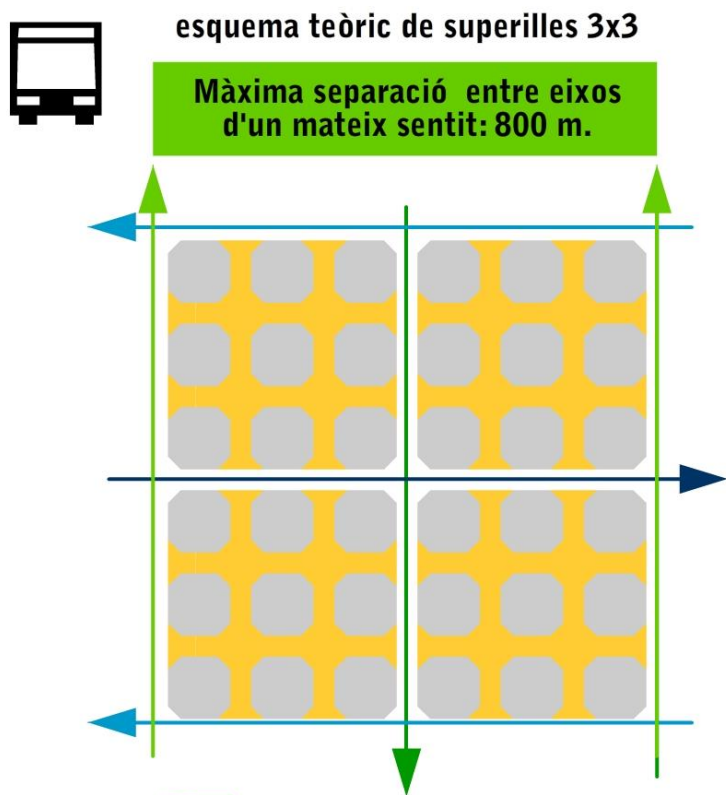 esquema teòric de superilles 3x3
Màxima separació entre eixos
d'un mateix sentit: 800 m.